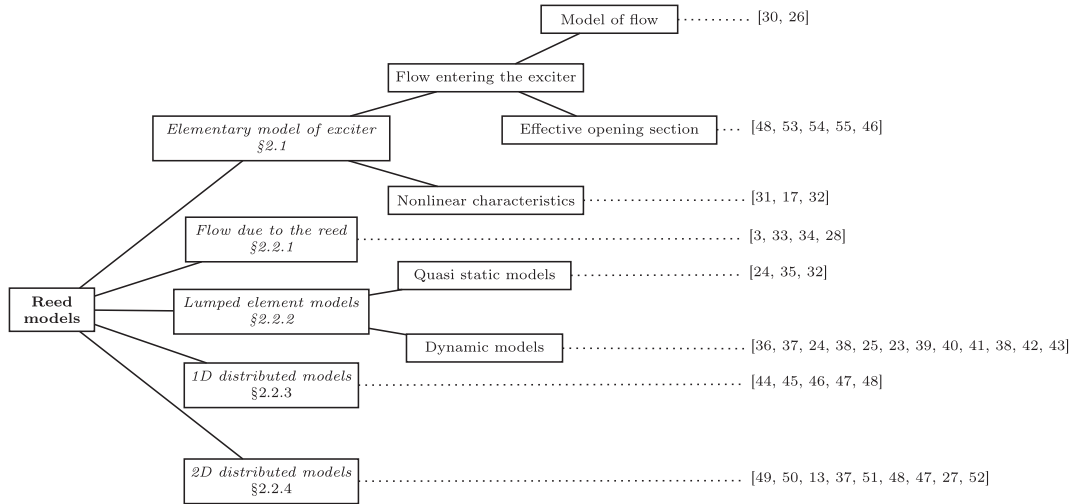 Model of flow
[30, 26]
Flow entering the exciter
Elementary model of exciter
§2.1
Effective opening section
[48, 53, 54, 55, 46]
Nonlinear characteristics
[31, 17, 32]
Flow due to the reed
§2.2.1
[3, 33, 34, 28]
Quasi static models
[24, 35, 32]
Reed
models
Lumped element models
§2.2.2
Dynamic models
[36, 37, 24, 38, 25, 23, 39, 40, 41, 38, 42, 43]
1D distributed models
§2.2.3
[44, 45, 46, 47, 48]
2D distributed models
§2.2.4
[49, 50, 13, 37, 51, 48, 47, 27, 52]